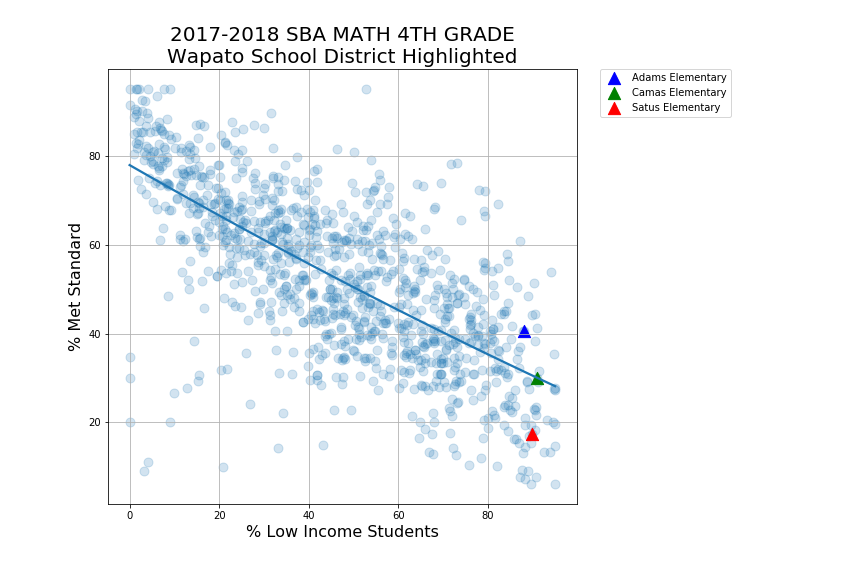 2017-2018 SBA MATH 4TH GRADE
Wapato School District Highlighted
Adams Elementary
Camas Elementary
Satus Elementary
80
60
40
20
% Met Standard
0 20 40 60 80
% Low Income Students